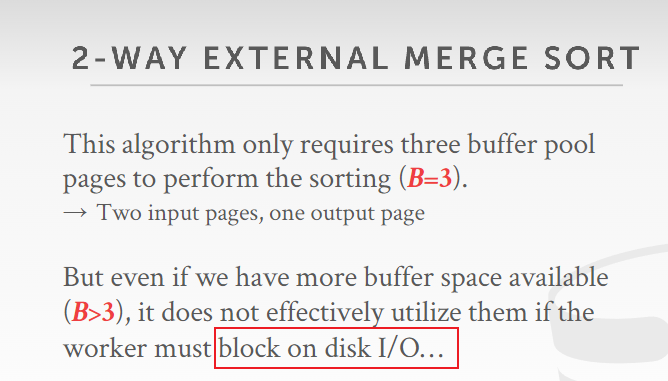 2-WAY EXTERNAL MERGE SORT
This algorithm only requires three buffer pool
pages to perform the sorting (B=3).
→ Two input pages, one output page
But even if we have more buffer space available
(B>3), it does not effectively utilize them if the
worker must block on disk I/O…